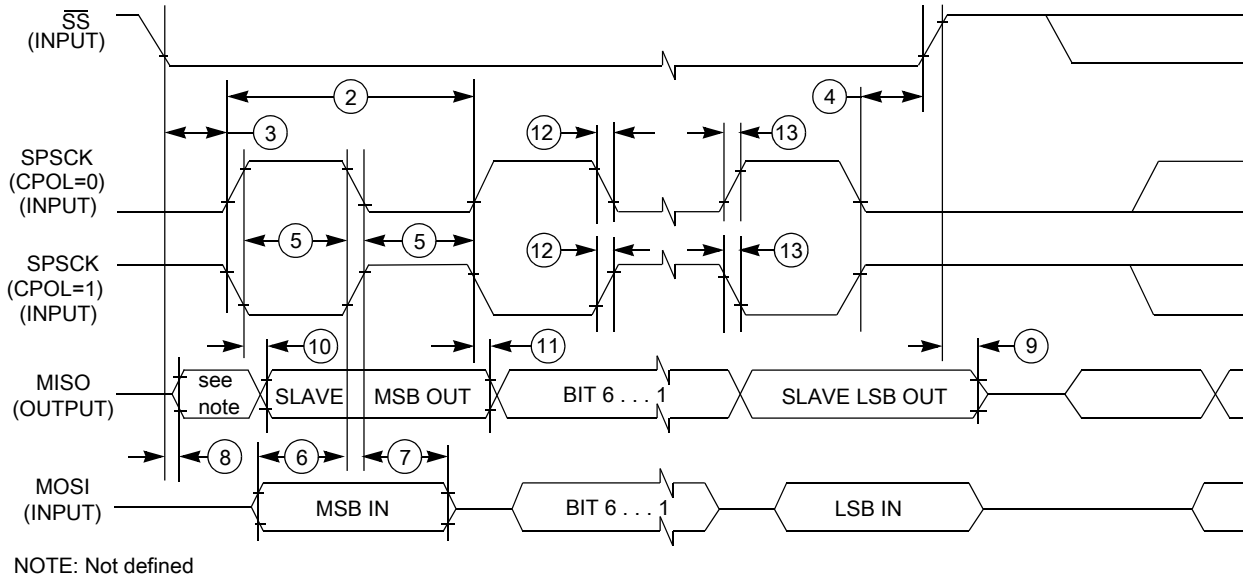 SS
(INPUT)
2
4
3
12
13
SPSCK
(CPOL=0)
(INPUT)
5
5
12
13
SPSCK
(CPOL=1)
(INPUT)
10
11
9
MISO
(OUTPUT)
see
note
SLAVE
MSB OUT
BIT 6 . . . 1
SLAVE LSB OUT
8
6
7
MOSI
(INPUT)
MSB IN
BIT 6 . . . 1
LSB IN
NOTE: Not defined